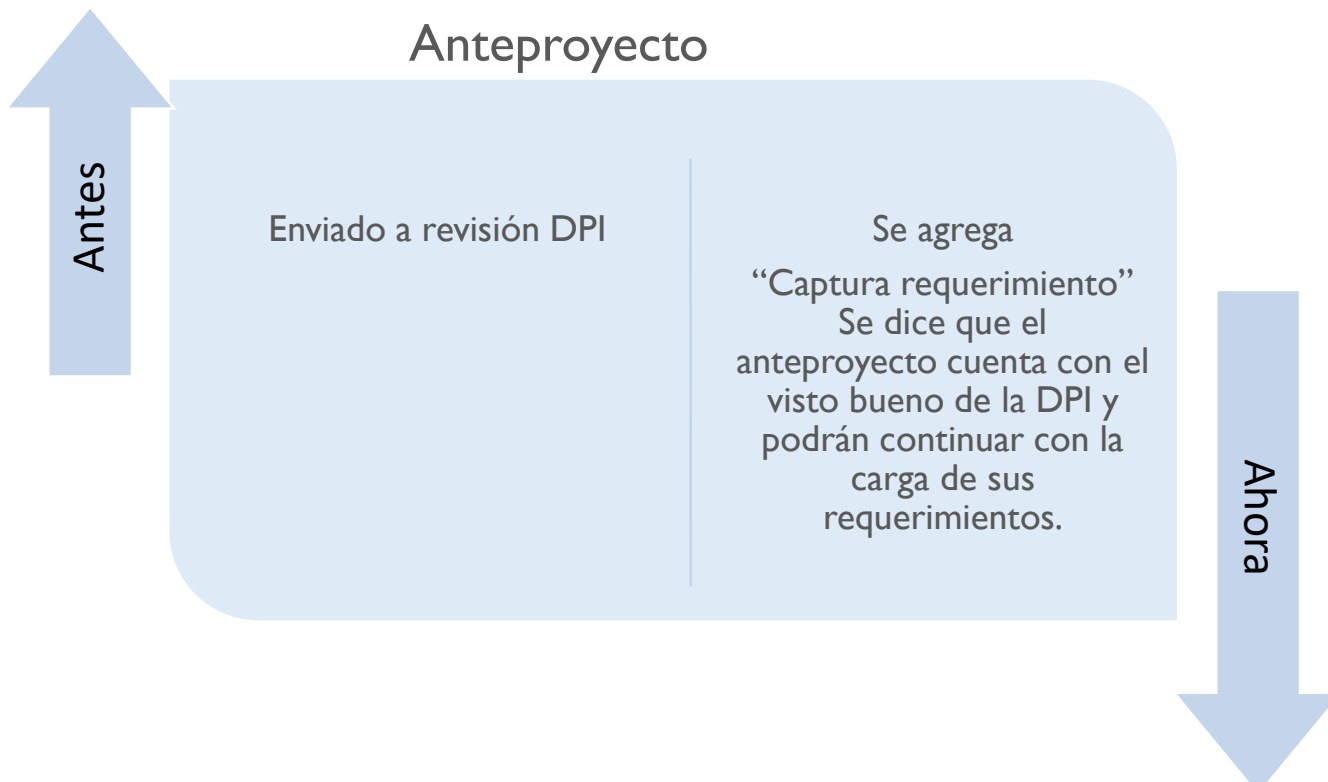 Anteproyecto
Antes
Enviado a revisión DPI
Se agrega
“Captura requerimiento”
Se dice que el
anteproyecto cuenta con el
visto bueno de la DPI y
podrán continuar con la
carga de sus
requerimientos.
Ahora